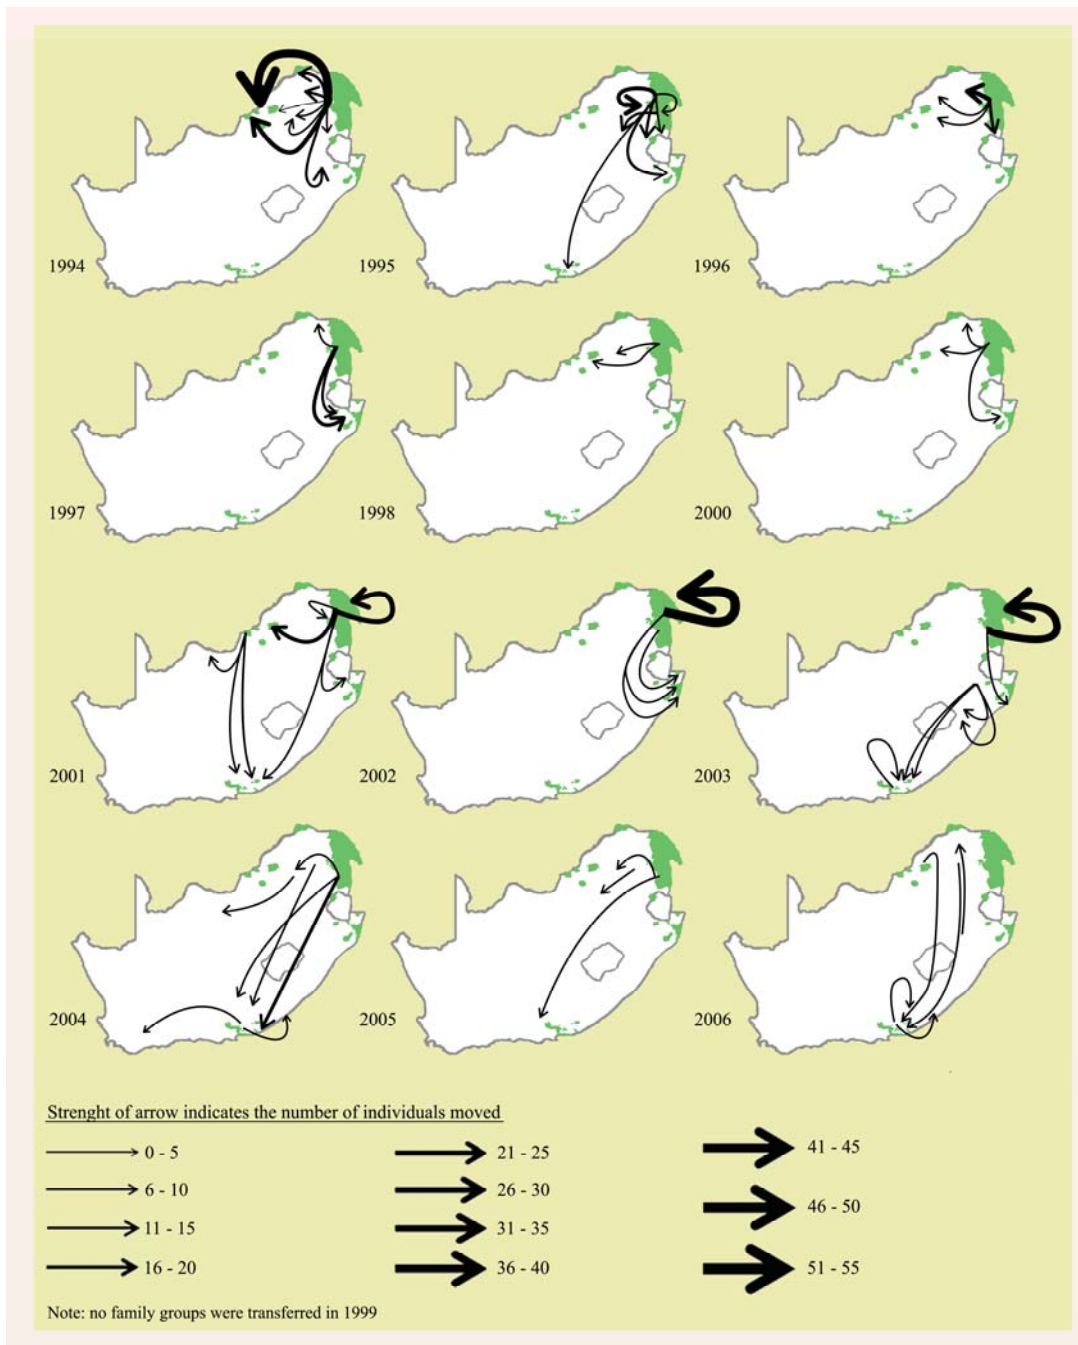 1994
1995
1996
1997
1998
2000
2001
2002
2003
2004
2005
2006
Strenght of arrow indicates the number of individuals moved
0 - 5
6 - 10
11 - 15
16 - 20
21 - 25
26 - 30
31 - 35
36 - 40
41 - 45
46 - 50
51 - 55
Note: no family groups were transferred in 1999